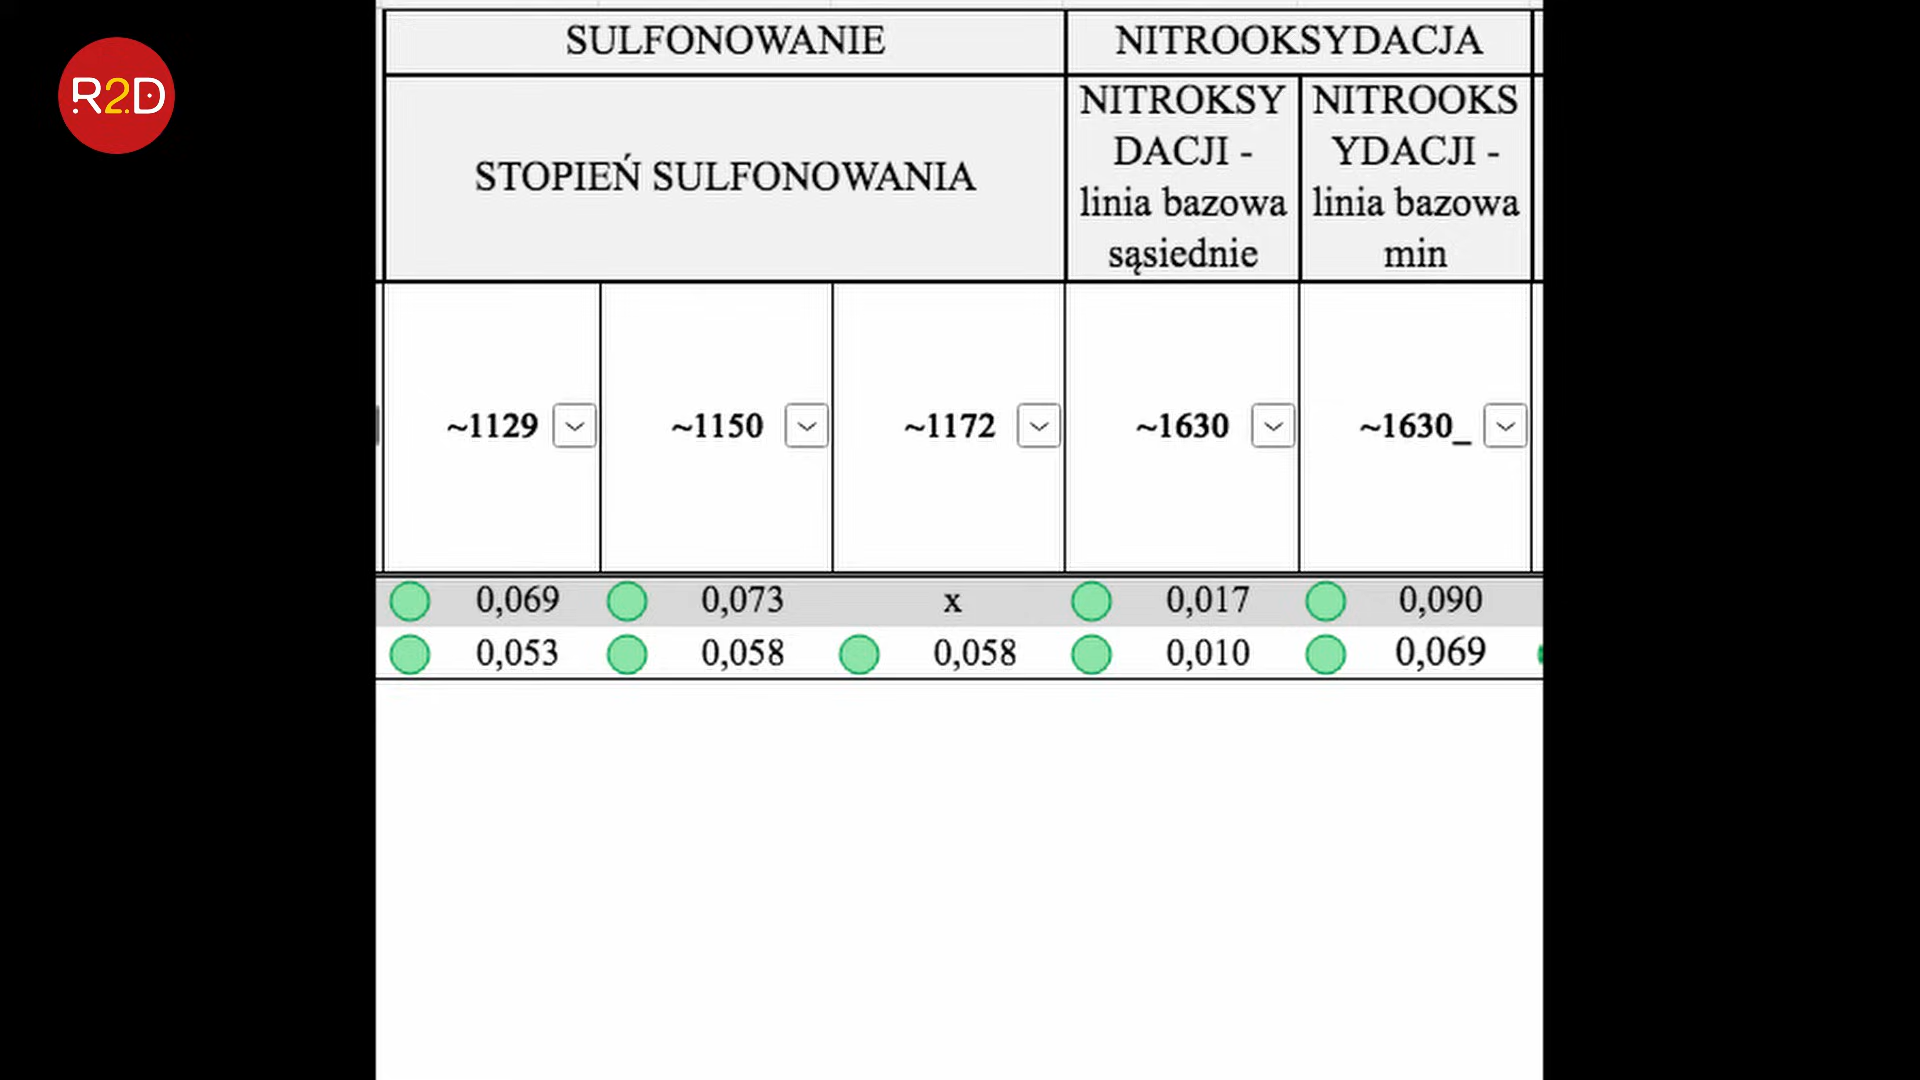 R2D
SULFONOWANIE NITROOKSYDACJA
STOPIEŃ SULFONOWANIA
NITROKSY
DACJI -
linia bazowa
sąsiednie
NITROOKS
YDACJI -
linia bazowa
min
~1129 ~1150 ~1172 ~1630 ~1630_
0,069 0,073 x 0,017 0,090
0,053 0,058 0,058 0,010 0,069